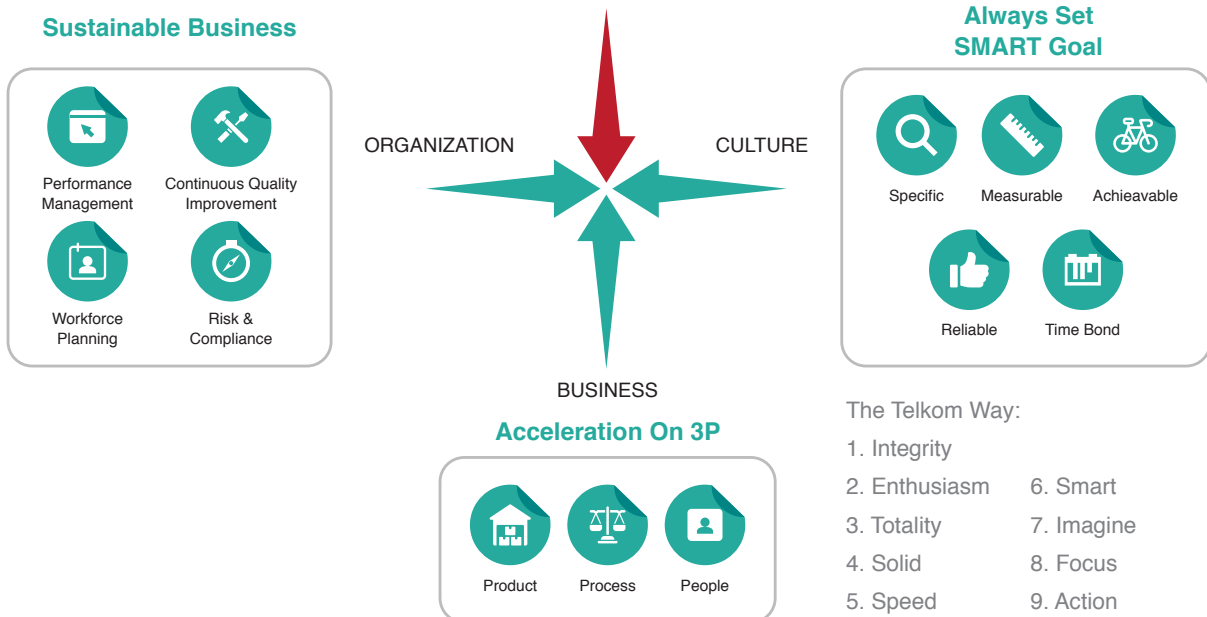 Sustainable Business
Performance
Management
Continuous Quality
Improvement
Workforce
Planning
Risk &
Compliance
ORGANIZATION
CULTURE
BUSINESS
Acceleration On 3P
Product
Process
People
Always Set
SMART Goal
Specific
Measurable
Achieavable
Reliable
Time Bond
The Telkom Way:
1. Integrity
2. Enthusiasm
3. Totality
4. Solid
5. Speed
6. Smart
7. Imagine
8. Focus
9. Action